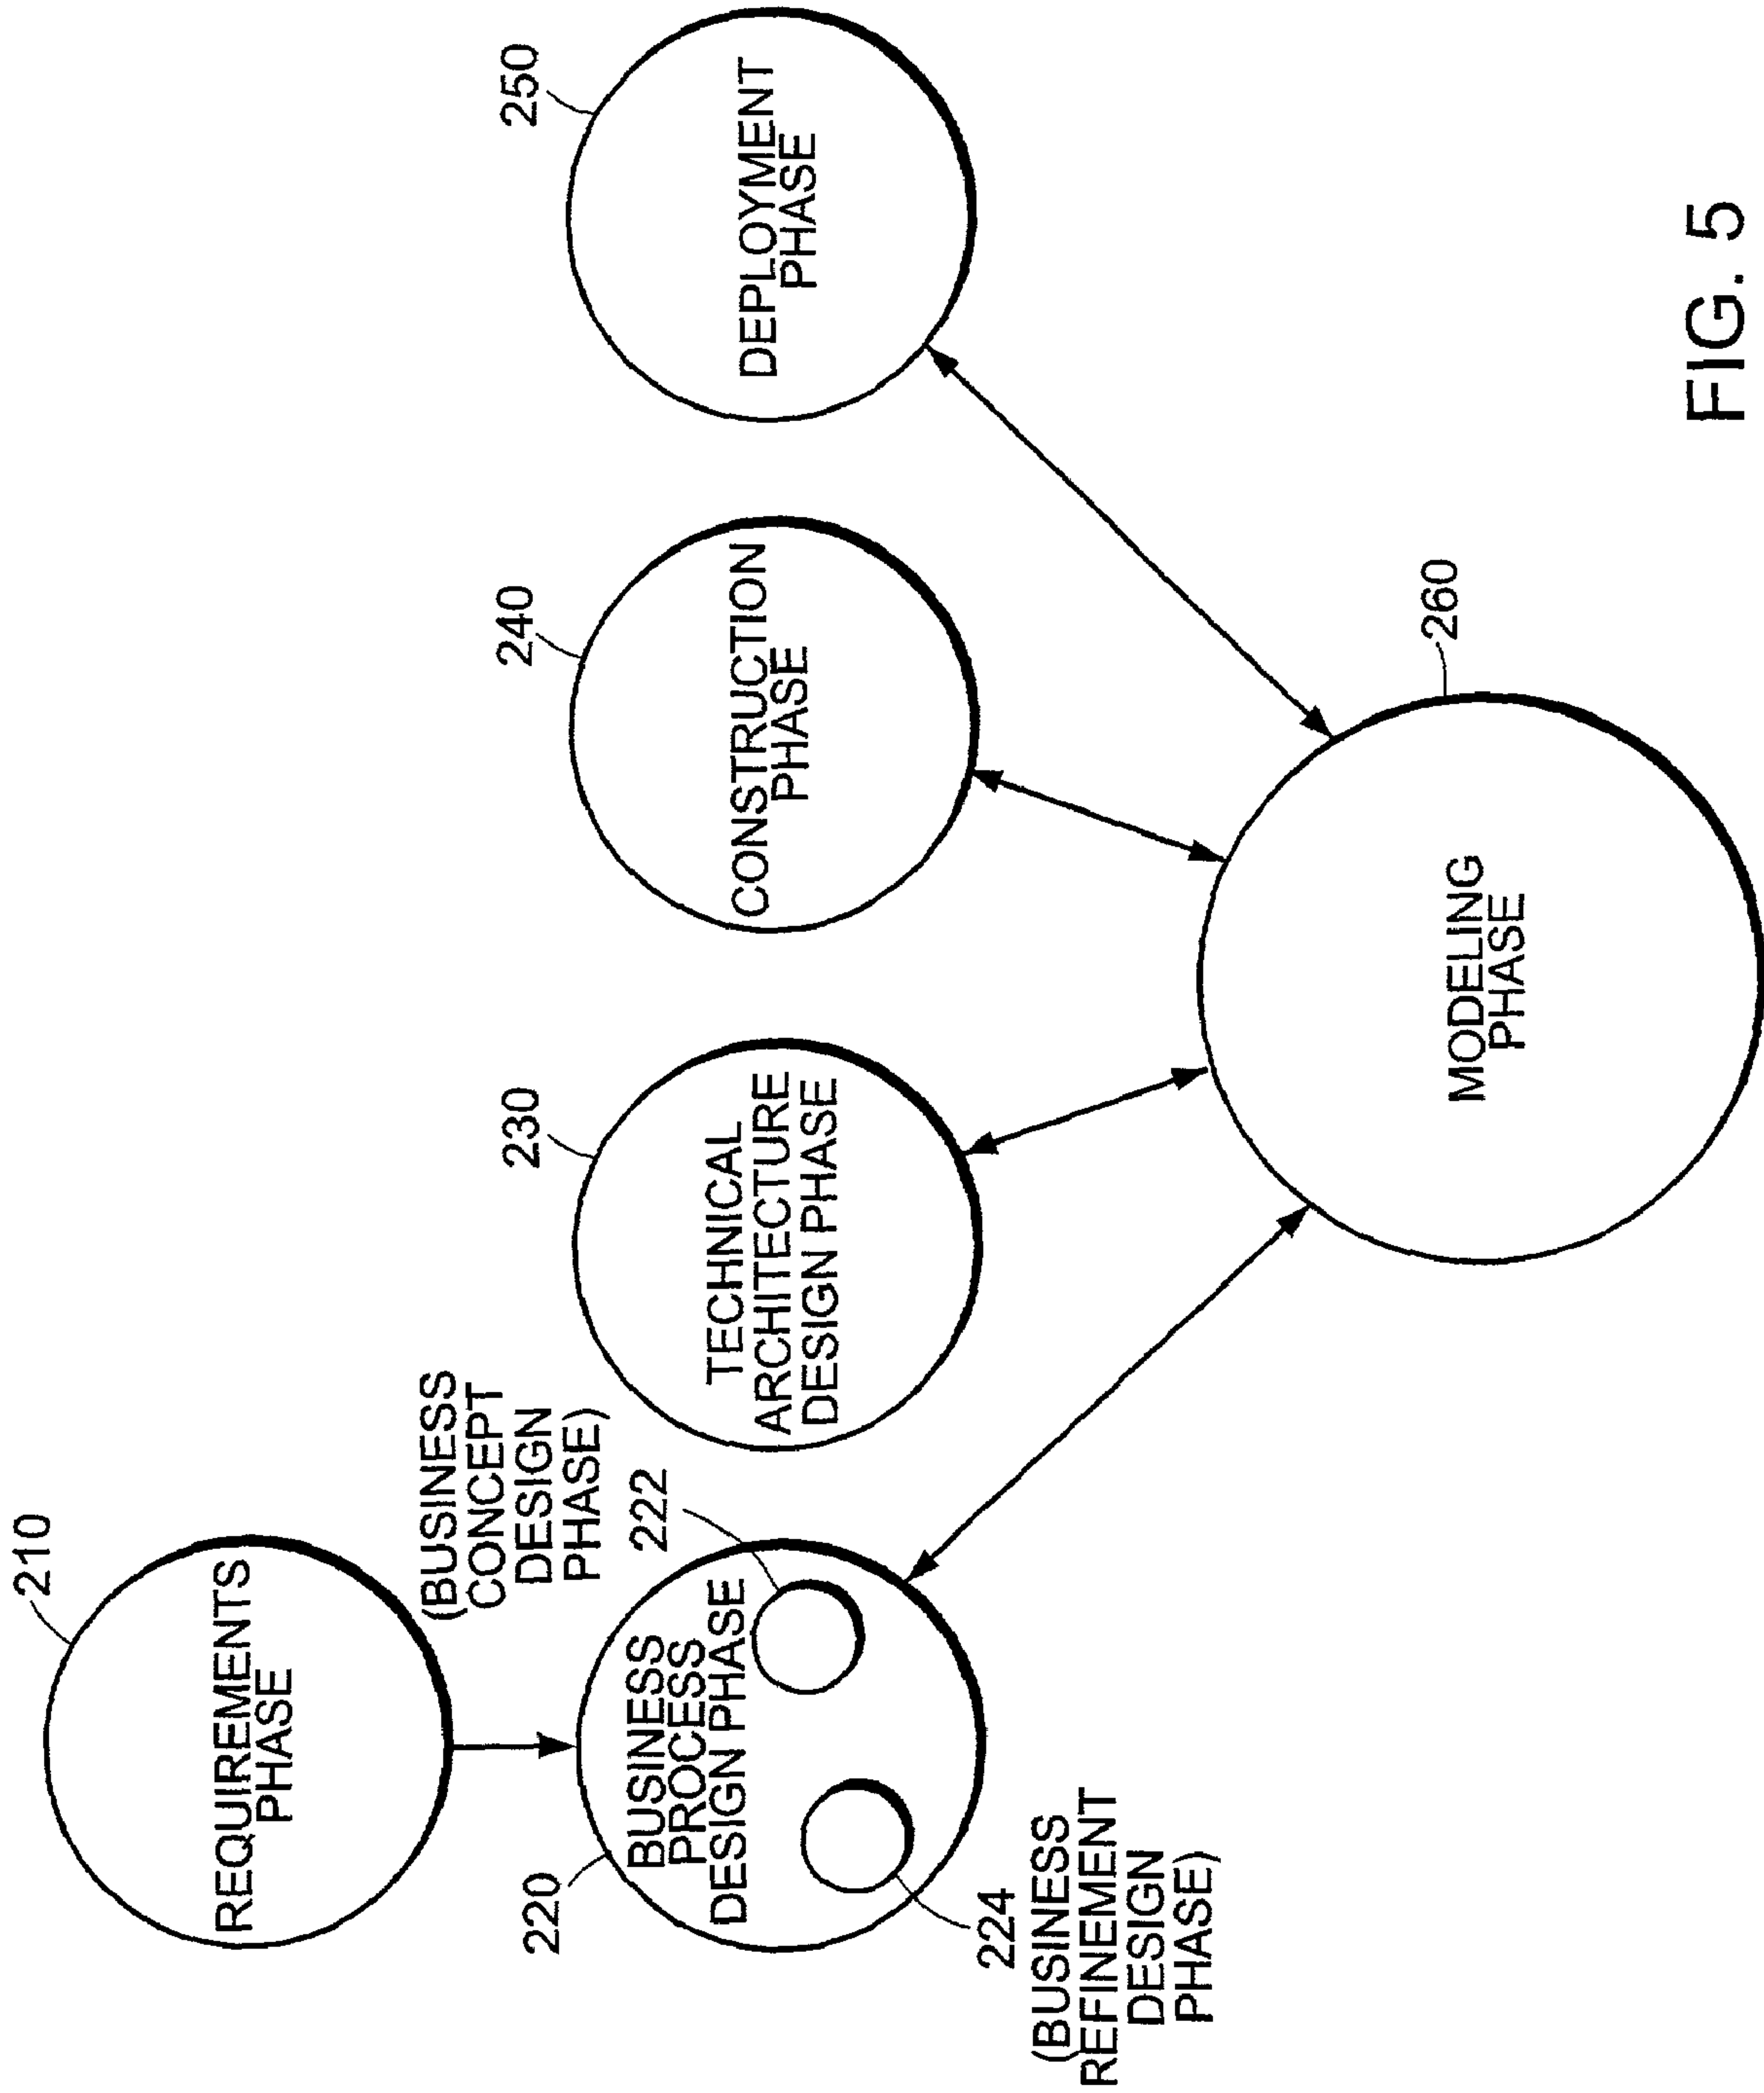 210
REQUIREMENTS
PHASE
(BUSINESS
CONCEPT
DESIGN
PHASE)
222
220
BUSINESS
PROCESS
DESIGN PHASE
224
(BUSINESS
REFINEMENT
DESIGN
PHASE)
230
TECHNICAL
ARCHITECTURE
DESIGN PHASE
240
CONSTRUCTION
PHASE
250
DEPLOYMENT
PHASE
260
MODELING
PHASE
FIG. 5